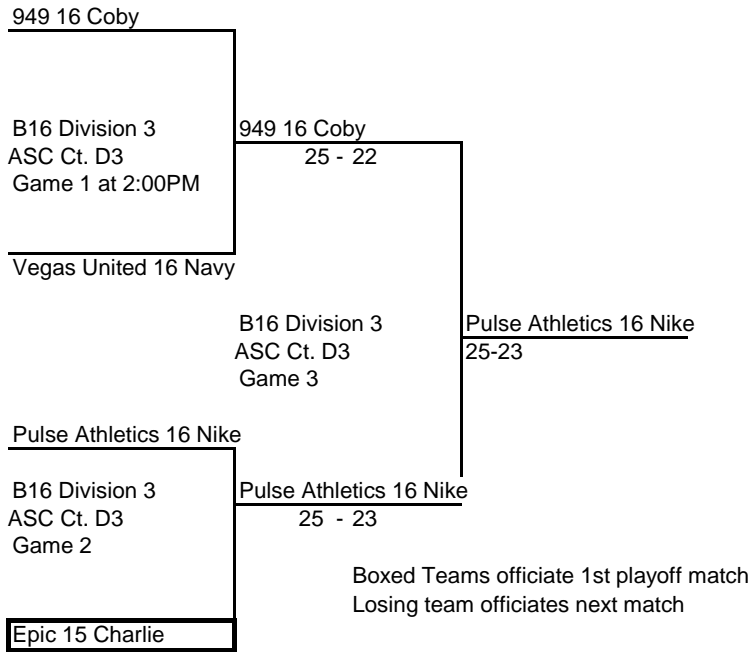 949 16 Coby
B16 Division 3
ASC Ct. D3
Game 1 at 2:00PM
949 16 Coby
25 - 22
Vegas United 16 Navy
B16 Division 3
ASC Ct. D3
Game 3
Pulse Athletics 16 Nike
25-23
Pulse Athletics 16 Nike
B16 Division 3
ASC Ct. D3
Game 2
Pulse Athletics 16 Nike
25 - 23
Boxed Teams officiate 1st playoff match
Losing team officiates next match
Epic 15 Charlie